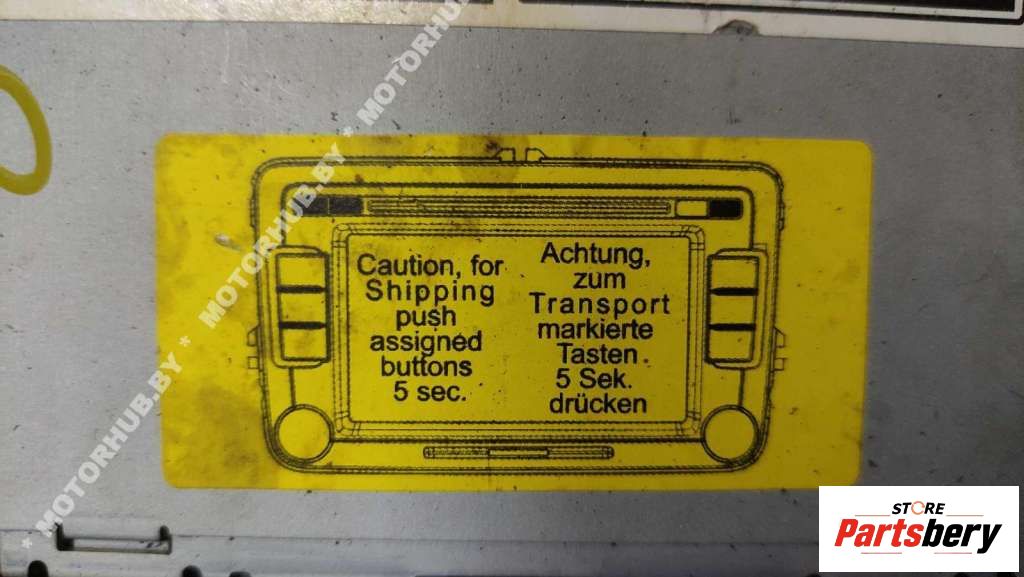 * MOTORHUB.BY * MOTORHUB.BY * MOTORHUB.BY *
Caution, for
Shipping
push
assigned
buttons
5 sec.
Achtung,
zum
Transport
markierte
Tasten
5 Sek.
drücken
STORE
Partsbery